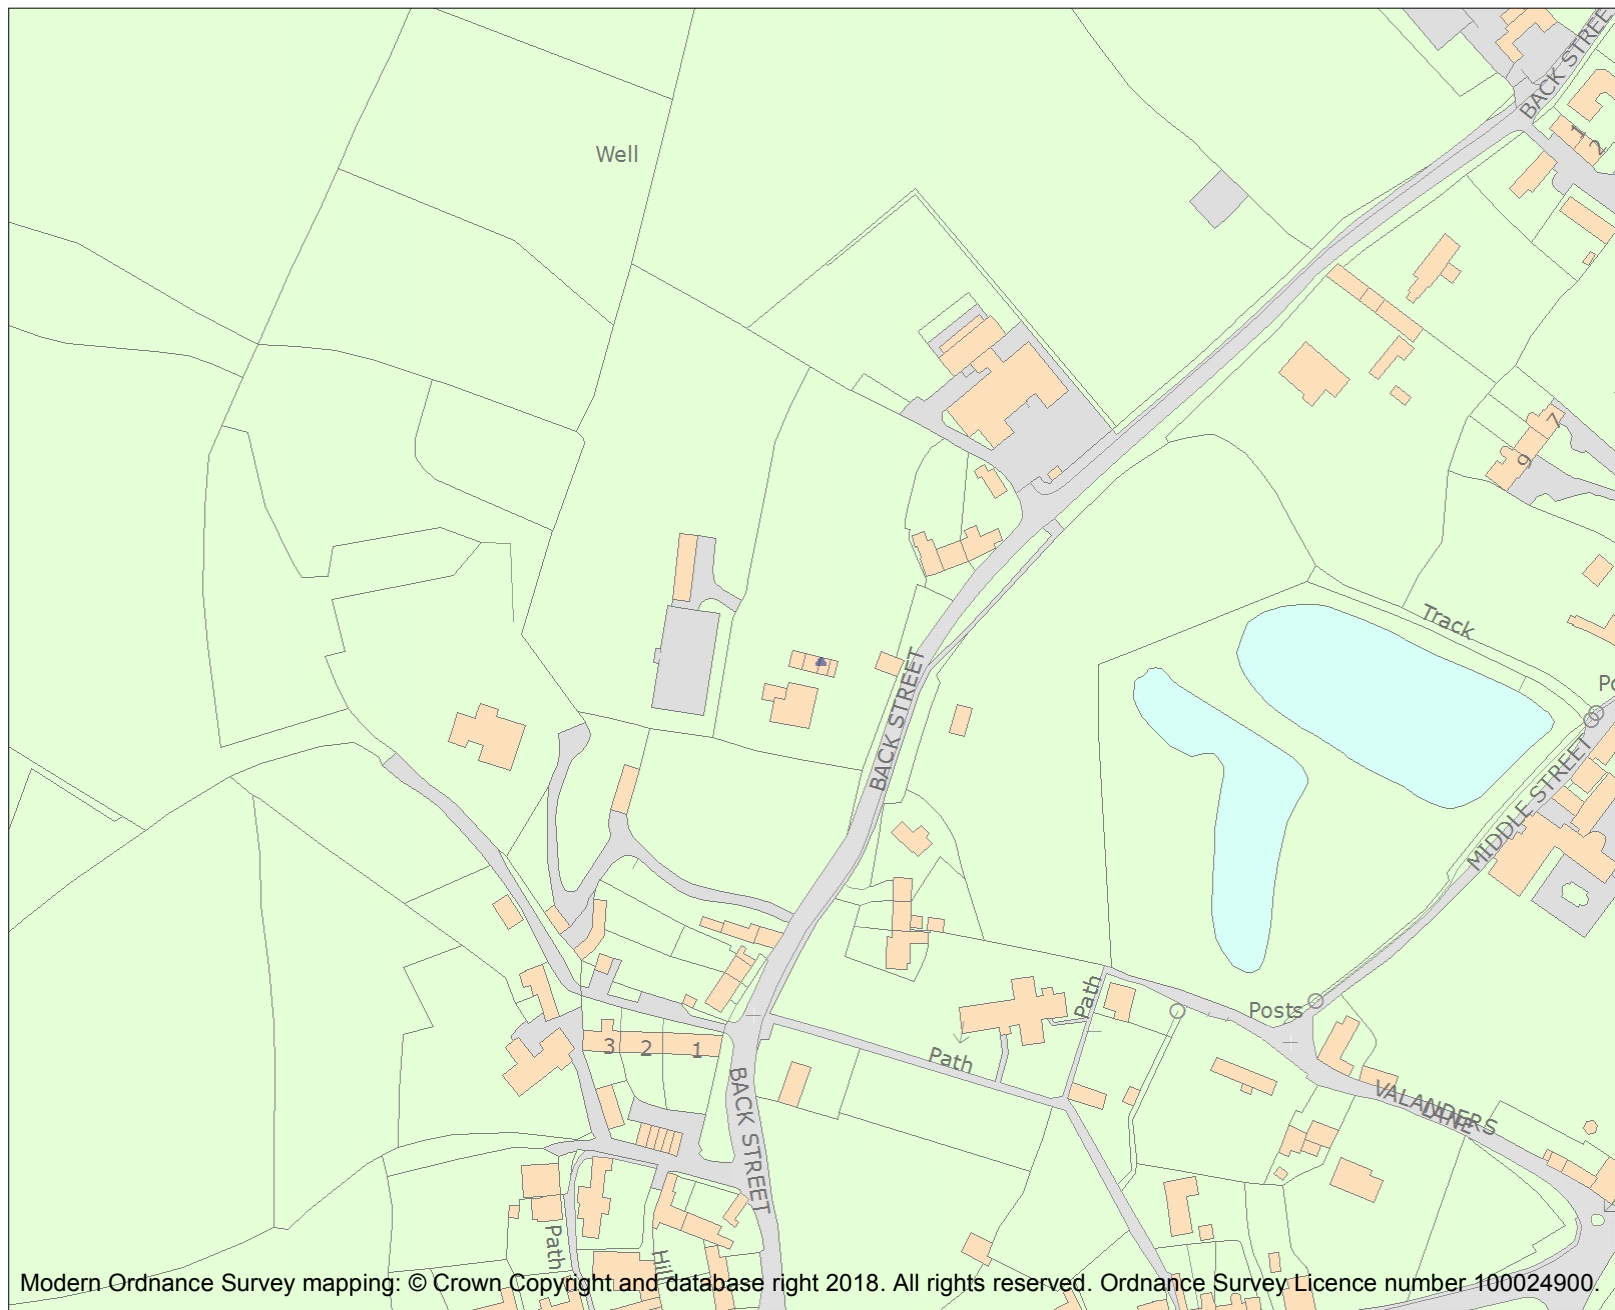 BACK STREE
1
2
Well
7
9
Track
Po
BACK STREET
MIDDLE STREET
Path
Posts
Path
3 2 1
VALANDERS
LANE
BACK STREET
Path
Hill
Modern Ordnance Survey mapping: © Crown Copyright and database right 2018. All rights reserved. Ordnance Survey Licence number 100024900.